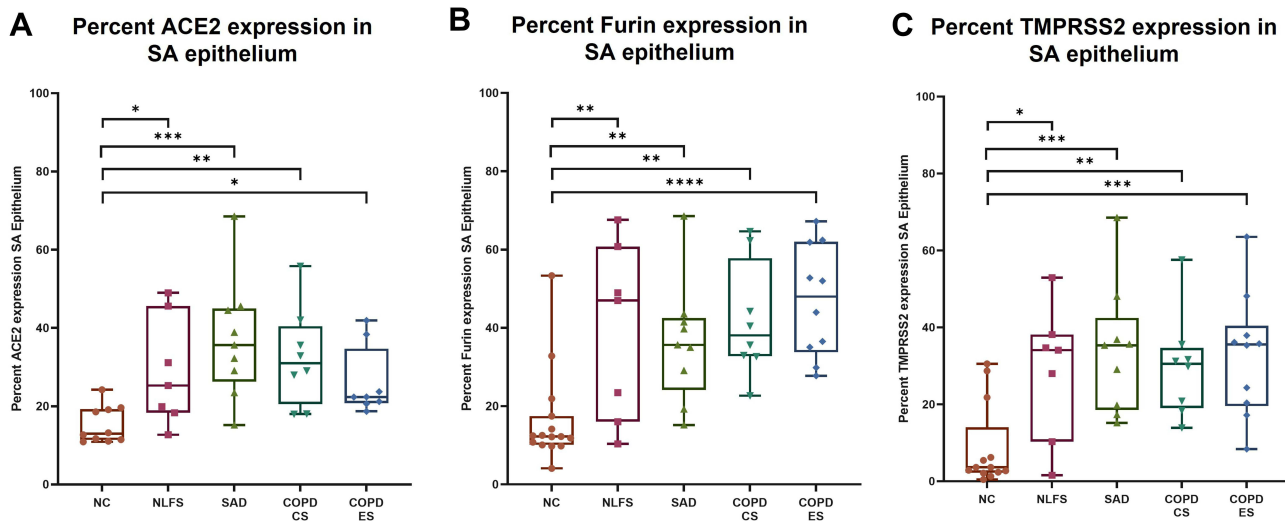 A
Percent ACE2 expression in
SA epithelium
Percent ACE2 expression SA Epithelium
100
80
60
40
20
0
*
***
**
*
NC
NLFS
SAD
COPD
CS
COPD
ES
B
Percent Furin expression in
SA epithelium
Percent Furin expression SA Epithelium
100
80
60
40
20
0
**
**
**
****
NC
NLFS
SAD
COPD
CS
COPD
ES
C
Percent TMPRSS2 expression in
SA epithelium
Percent TMPRSS2 expression SA Epithelium
100
80
60
40
20
0
*
***
**
***
NC
NLFS
SAD
COPD
CS
COPD
ES